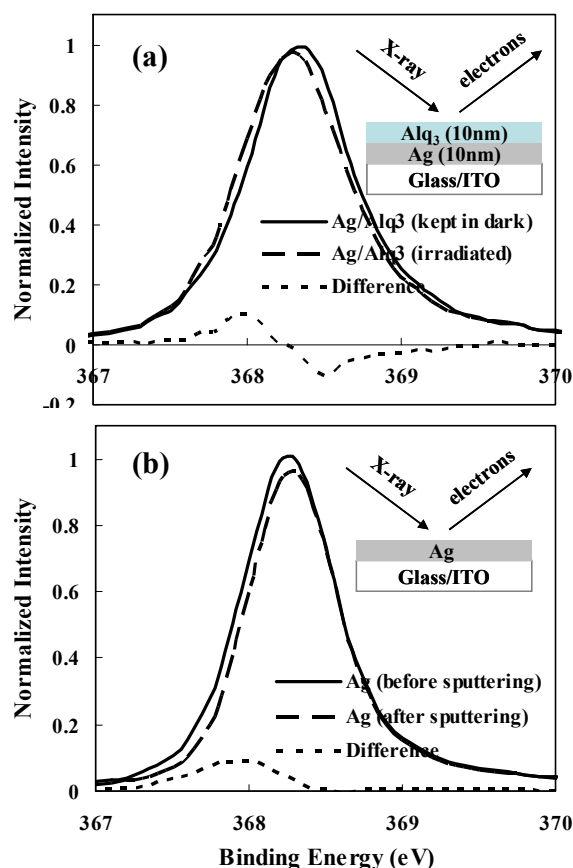 (a)
X-ray
electrons
Alq3 (10nm)
Ag (10nm)
Glass/ITO
Ag/Alq3 (kept in dark)
Ag/Alq3 (irradiated)
Difference
Normalized Intensity
1
0.8
0.6
0.4
0.2
0
-0.2
367
368
369
370
(b)
X-ray
electrons
Ag
Glass/ITO
Ag (before sputtering)
Ag (after sputtering)
Difference
Normalized Intensity
1
0.8
0.6
0.4
0.2
0
367
368
369
370
Binding Energy (eV)